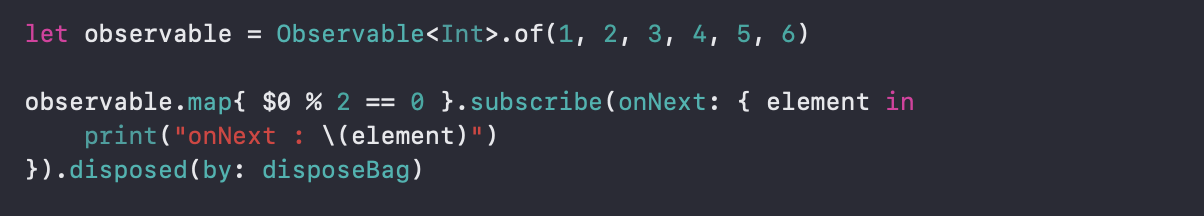 let observable = Observable<Int>.of(1, 2, 3, 4, 5, 6)

observable.map{ $0 % 2 == 0 }.subscribe(onNext: { element in
    print("onNext : \(element)")
}).disposed(by: disposeBag)